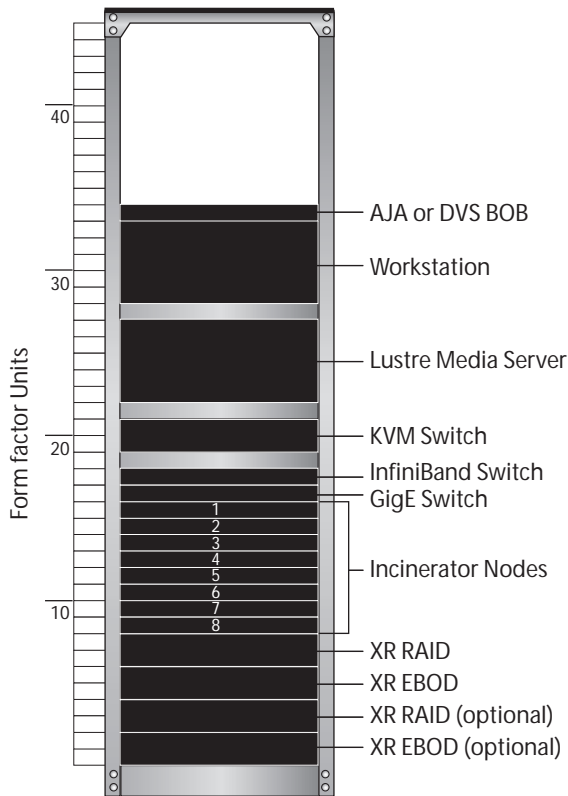 40
AJA or DVS BOB
Workstation
30
Lustre Media Server
Form factor Units
KVM Switch
20
InfiniBand Switch
GigE Switch
1
2
3
4
5
6
7
8
Incinerator Nodes
10
XR RAID
XR EBOD
XR RAID (optional)
XR EBOD (optional)